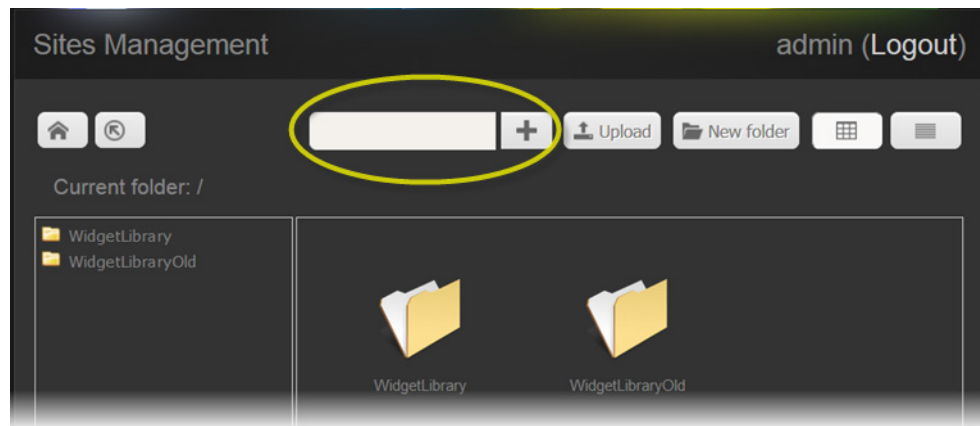 Sites Management
admin (Logout)
Upload
New folder
Current folder: /
WidgetLibrary
WidgetLibraryOld
WidgetLibrary
WidgetLibraryOld